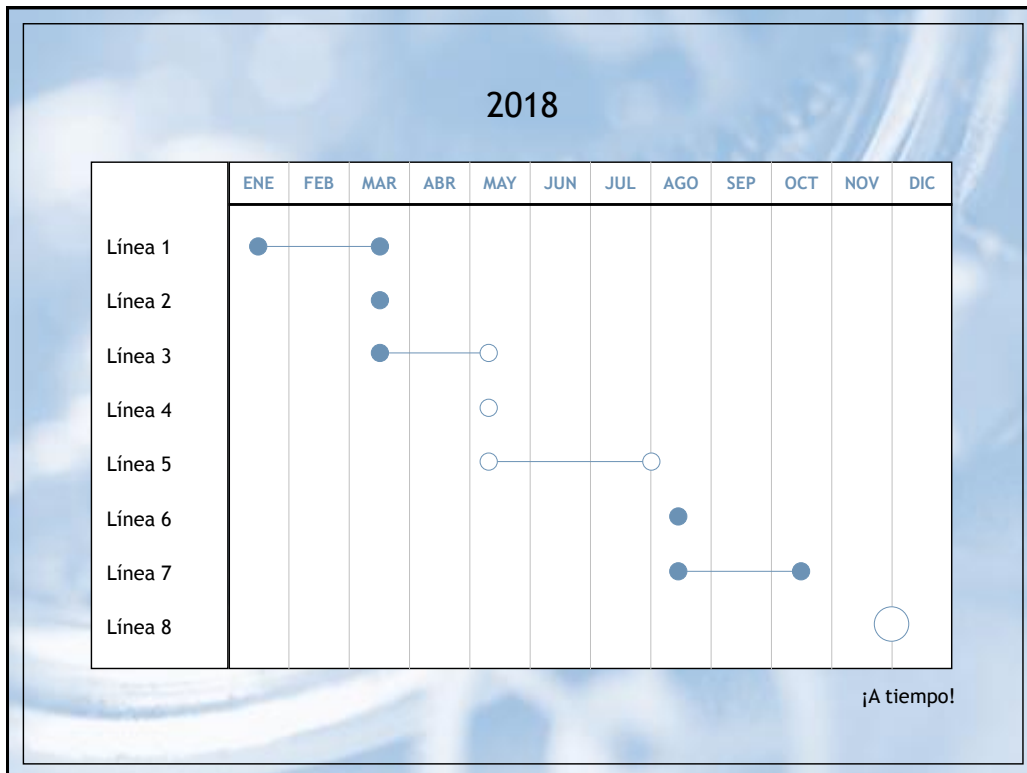 2018
ENE FEB MAR ABR MAY JUN JUL AGO SEP OCT NOV DIC
Línea 1
Línea 2
Línea 3
Línea 4
Línea 5
Línea 6
Línea 7
Línea 8
¡A tiempo!